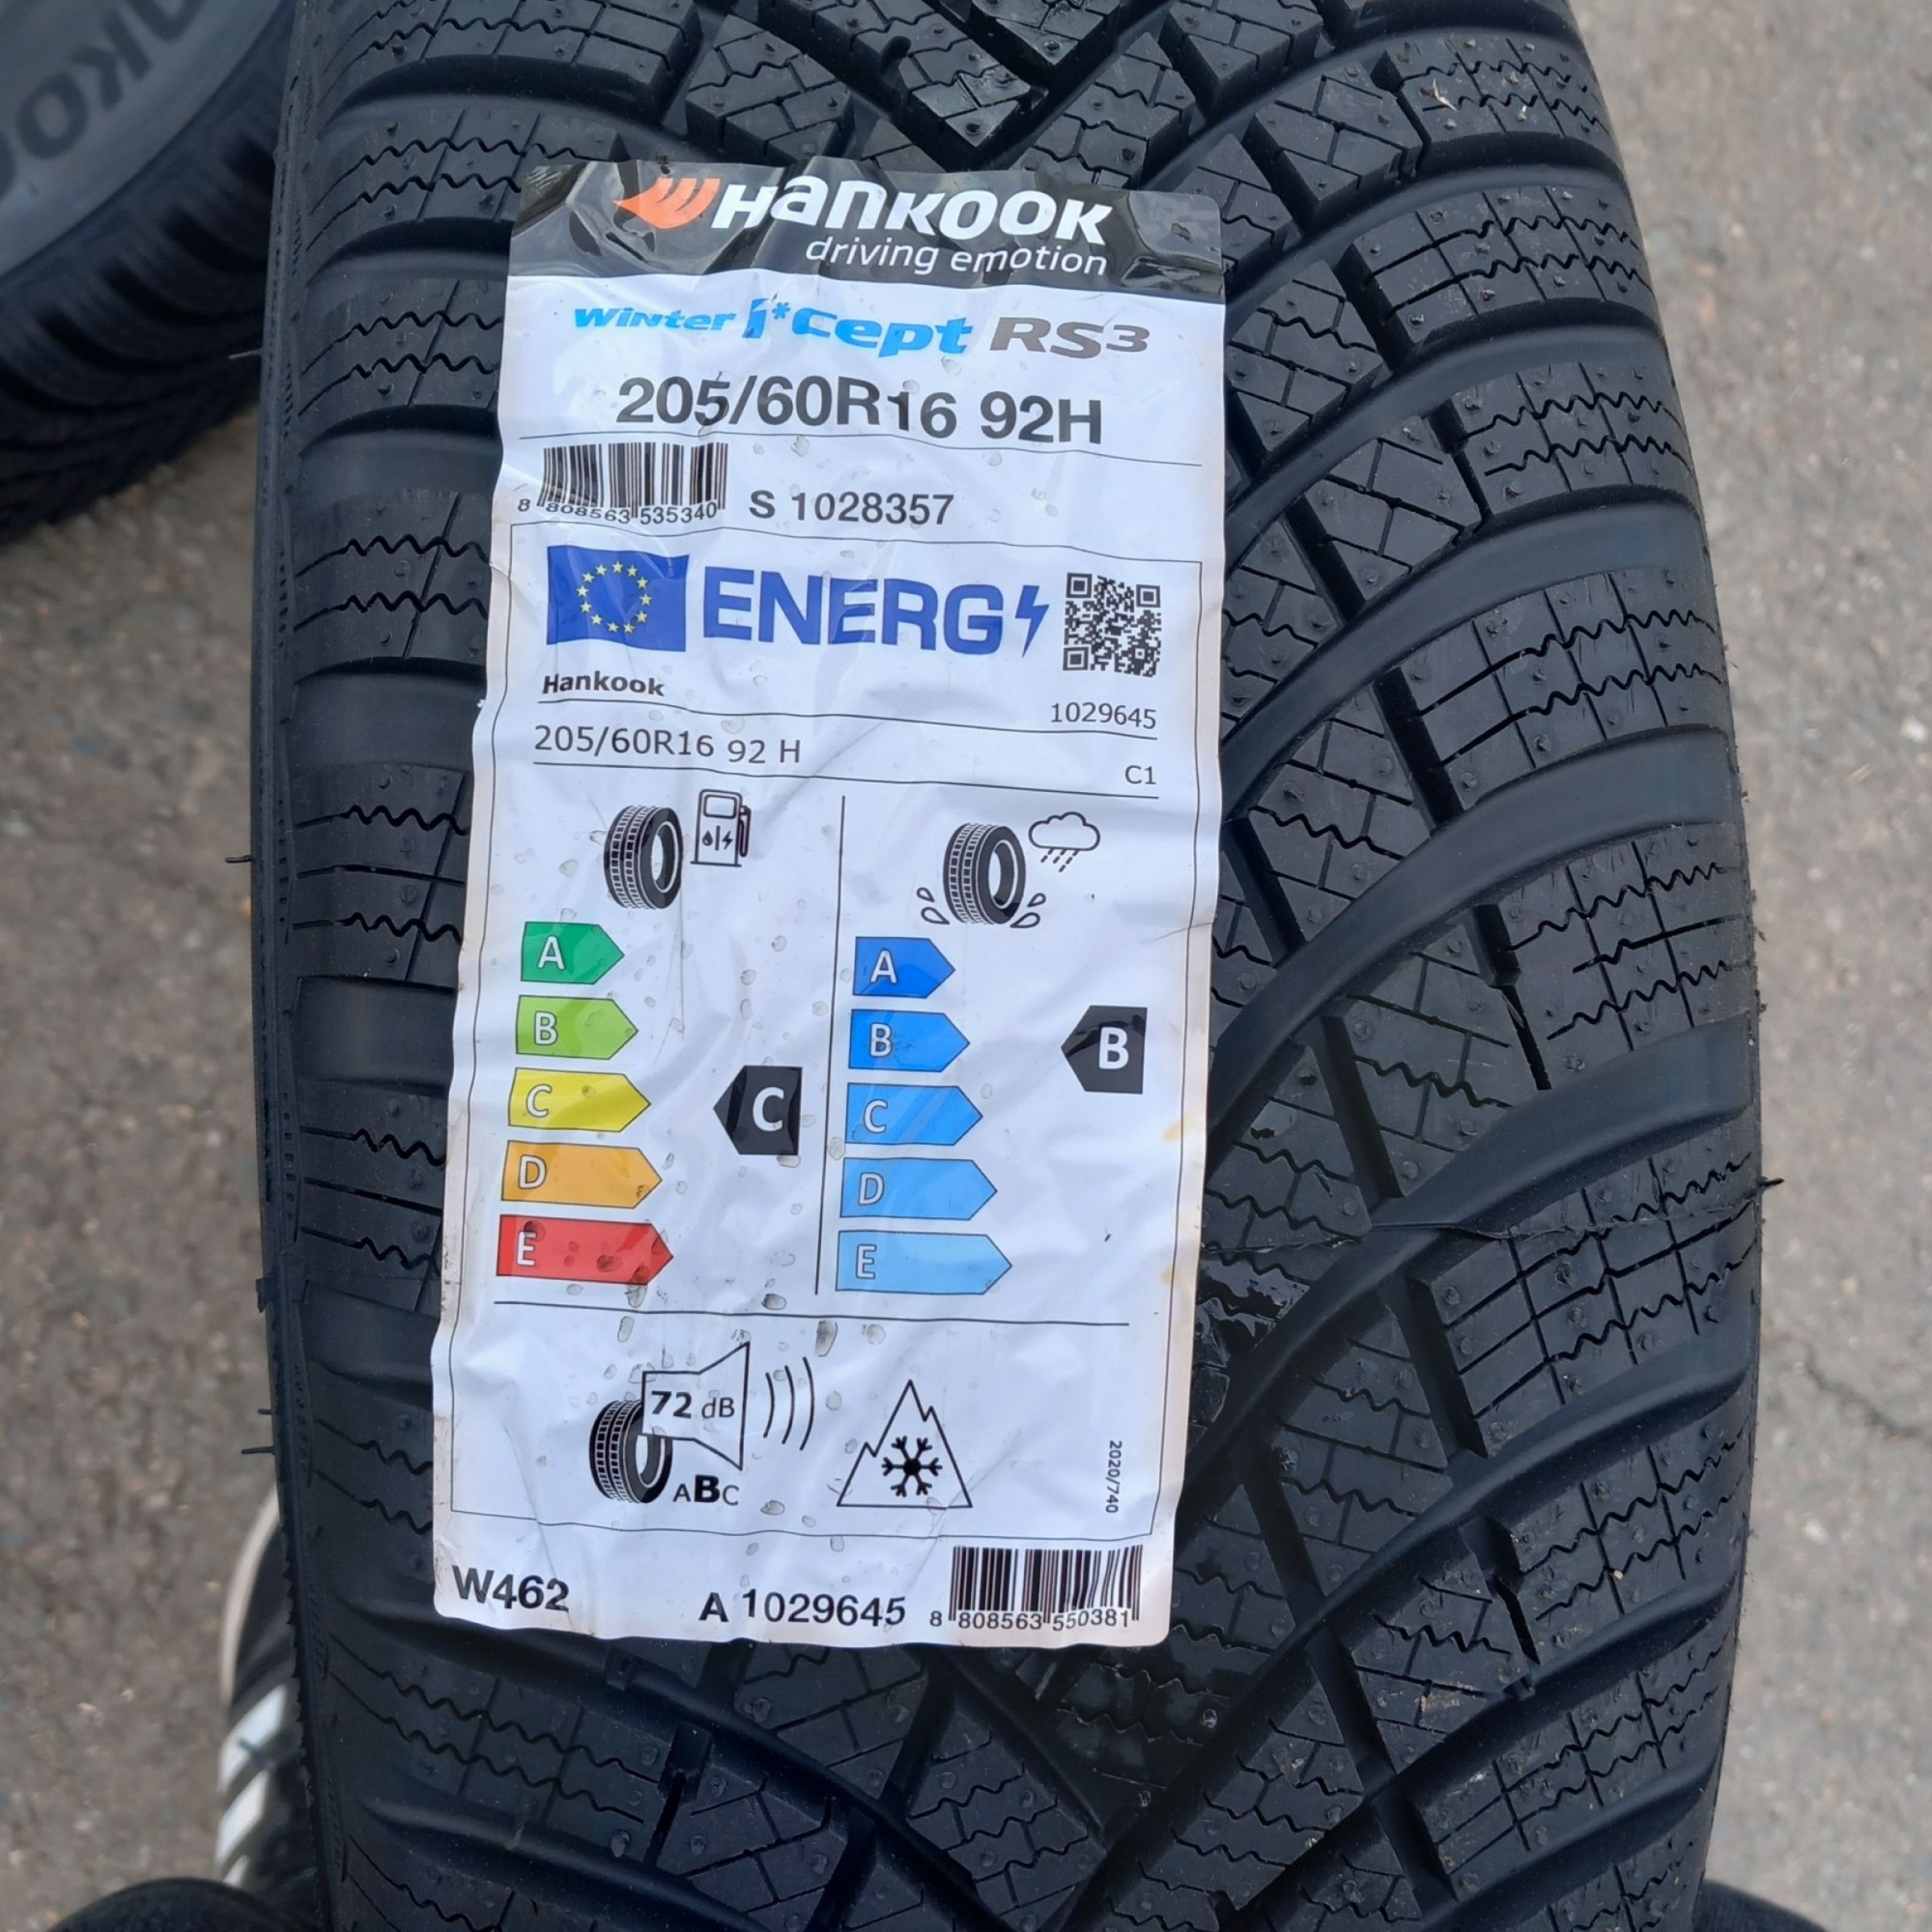 HANKOOK
driving emotion
Winter i*cept RS3
205/60R16 92H
8 808563 535340
S 1028357
ENERG
Hankook
1029645
205/60R16 92 H
C1
A
B
C
D
E
C
A
B
C
D
E
B
72 dB
ABC
2020/740
W462
A 1029645
8 808563 550381